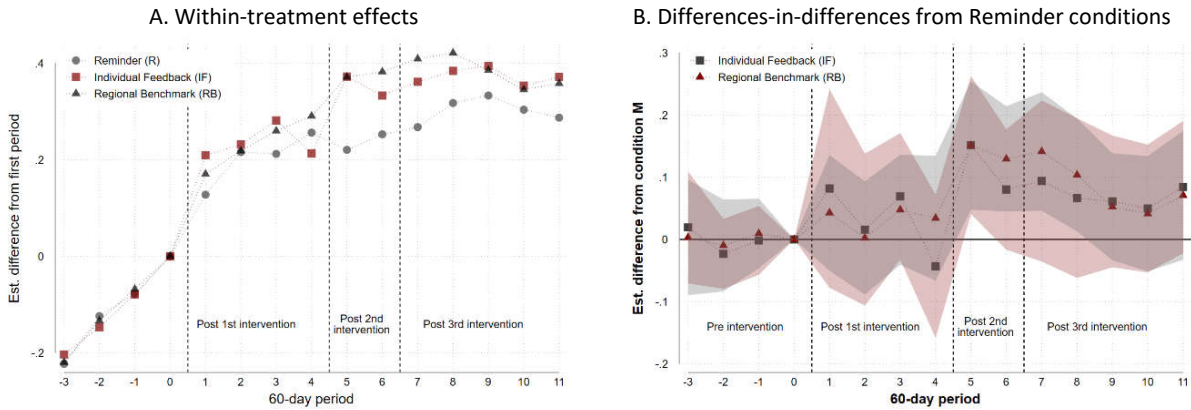 A. Within-treatment effects
Est. difference from first period
.4
.2
0
-.2
Reminder (R)
Individual Feedback (IF)
Regional Benchmark (RB)
Post 1st intervention
Post 2nd
intervention
Post 3rd intervention
-3 -2 -1 0 1 2 3 4 5 6 7 8 9 10 11
60-day period
B. Differences-in-differences from Reminder conditions
Est. difference from condition M
.3
.2
.1
0
.1
-.2
Individual Feedback (IF)
Regional Benchmark (RB)
Pre intervention
Post 1st intervention
Post 2nd
intervention
Post 3rd intervention
-3 -2 -1 0 1 2 3 4 5 6 7 8 9 10 11
60-day period